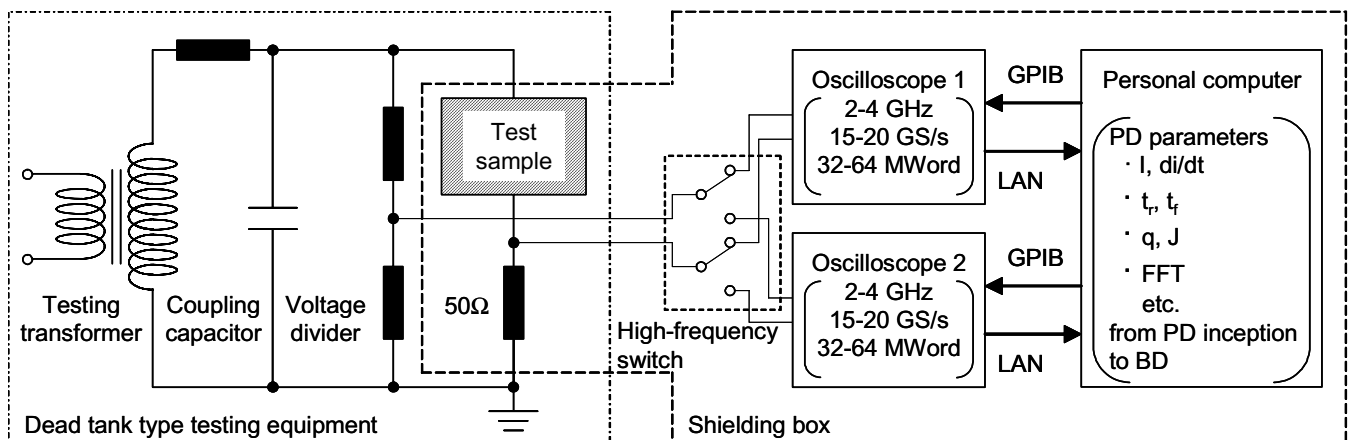 Testing
transformer
Coupling
capacitor
Voltage
divider
50Ω
Test
sample
Dead tank type testing equipment
High-frequency
switch
Oscilloscope 1
2-4 GHz
15-20 GS/s
32-64 MWord
Oscilloscope 2
2-4 GHz
15-20 GS/s
32-64 MWord
GPIB
LAN
GPIB
LAN
Personal computer
PD parameters
· I, di/dt
· tr, tf
· q, J
· FFT
etc.
from PD inception
to BD
Shielding box